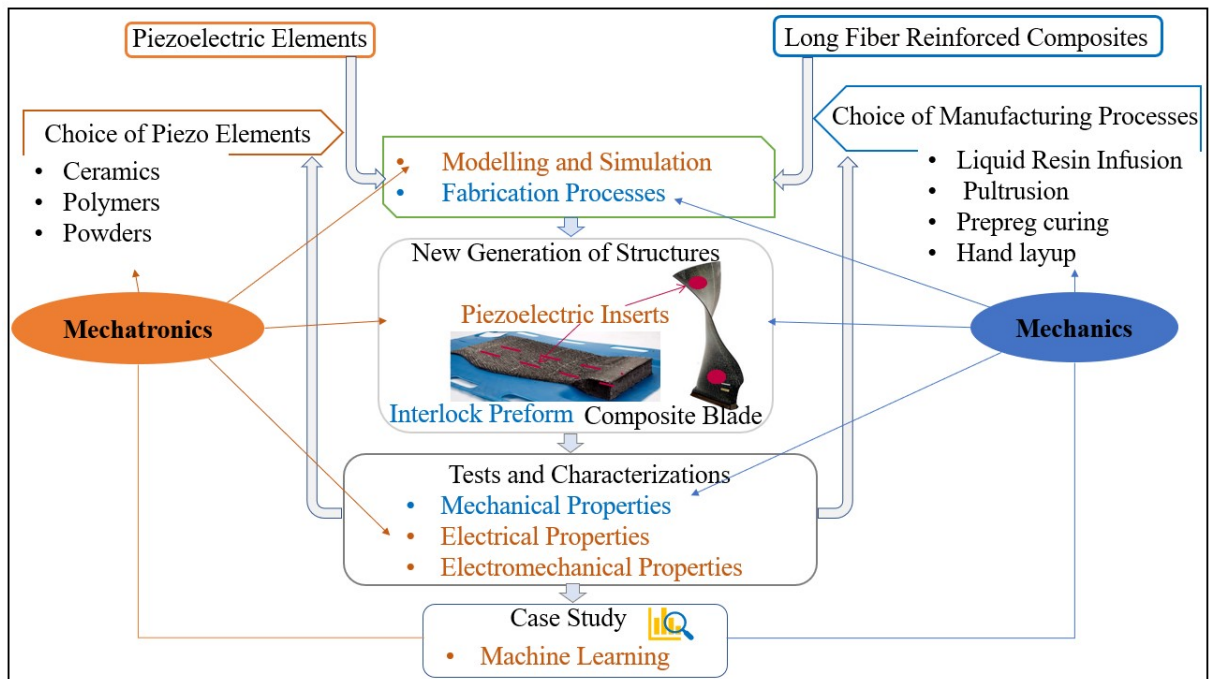 Piezoelectric Elements
Long Fiber Reinforced Composites
Choice of Piezo Elements
• Ceramics
• Polymers
• Powders
Choice of Manufacturing Processes
• Liquid Resin Infusion
• Pultrusion
• Prepreg curing
• Hand layup
• Modelling and Simulation
• Fabrication Processes
New Generation of Structures
Piezoelectric Inserts
Interlock Preform
Composite Blade
Mechatronics
Mechanics
Tests and Characterizations
• Mechanical Properties
• Electrical Properties
• Electromechanical Properties
Case Study
• Machine Learning